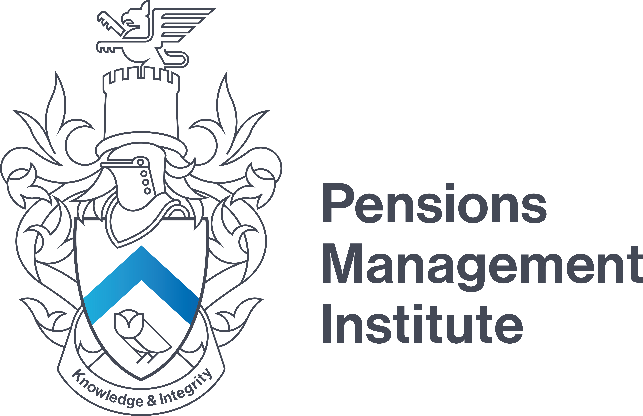 Pensions
Management
Institute
Knowledge & Integrity